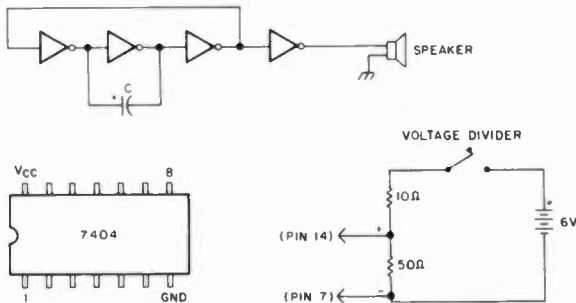 C
+
SPEAKER
VCC
8
7404
1
GND
VOLTAGE DIVIDER
10Ω
+
6V
(PIN 14)
+
50Ω
(PIN 7)
-